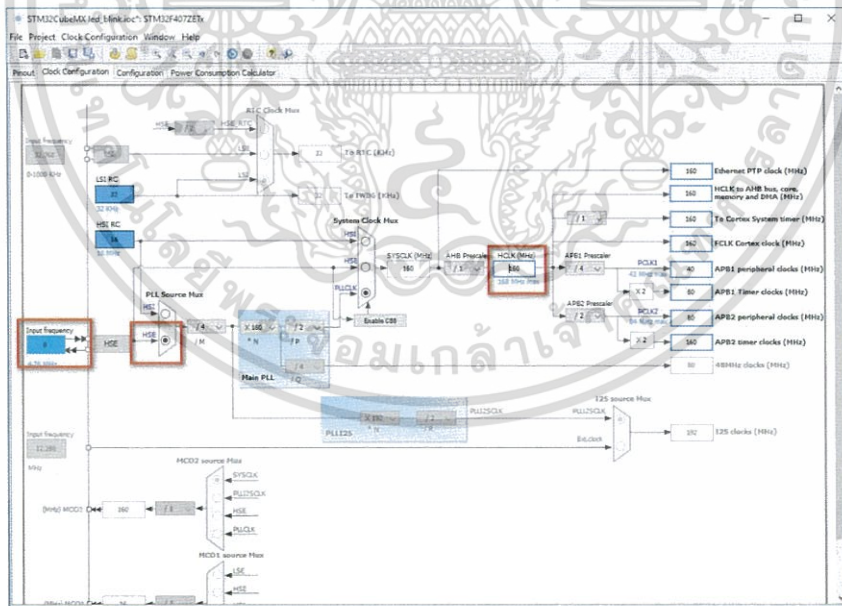 STM32CubeMX led_blink.ioc*: STM32F407ZETx
File Project Clock Configuration Window Help
Pinout Clock Configuration Configuration Power Consumption Calculator
RTC Clock Mux
HSE
HSE_RTC
Input frequency
32.768
0-1000 KHz
LSE
LSE
LSI
To RTC (KHz)
To IWDG (KHz)
LSI RC
32
32 KHz
HSI RC
16
16 MHz
System Clock Mux
HSI
HSE
PLLCLK
Enable CSS
SYSCLK (MHz)
160
AHB Prescaler
/ 1
HCLK (MHz)
160
168 MHz max
160
Ethernet PTP clock (MHz)
160
HCLK to AHB bus, core, memory and DMA (MHz)
/ 1
160
To Cortex System timer (MHz)
160
FCLK Cortex clock (MHz)
APB1 Prescaler
/ 4
PCLK1
42 MHz max
40
APB1 peripheral clocks (MHz)
X 2
80
APB1 Timer clocks (MHz)
APB2 Prescaler
/ 2
PCLK2
84 MHz max
80
APB2 peripheral clocks (MHz)
X 2
160
APB2 timer clocks (MHz)
48MHz clocks (MHz)
PLL Source Mux
HSI
HSE
Input frequency
8
4-26 MHz
HSE
/ 4
/ M
X 160
* N
/ 2
/ P
/ 4
/ Q
Main PLL
PLLI2S
X 192
* N
/ 2
/ R
PLLI2SCLK
I2S source Mux
PLLI2SCLK
Ext.clock
192
I2S clocks (MHz)
Input frequency
12.288
MHz
MCO2 source Mux
SYSCLK
PLLI2SCLK
HSE
PLLCLK
(MHz) MCO2
160
MCO1 source Mux
LSE
HSE